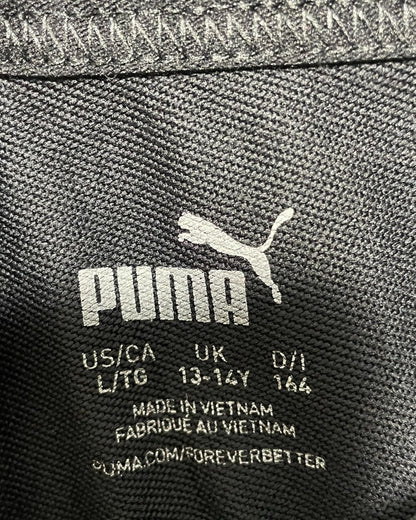 PUMA
US/CA UK D/I
L/TG 13-14Y 164
MADE IN VIETNAM
FABRIQUÉ AU VIETNAM
PUMA.COM/FOREVERBETTER